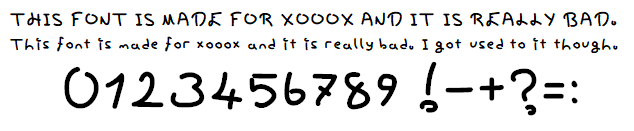 THIS FONT IS MADE FOR XOOOX AND IT IS REALLY BAD.
This font is made for xooox and it is really bad. I got used to it though.
0123456789 !-+?=: